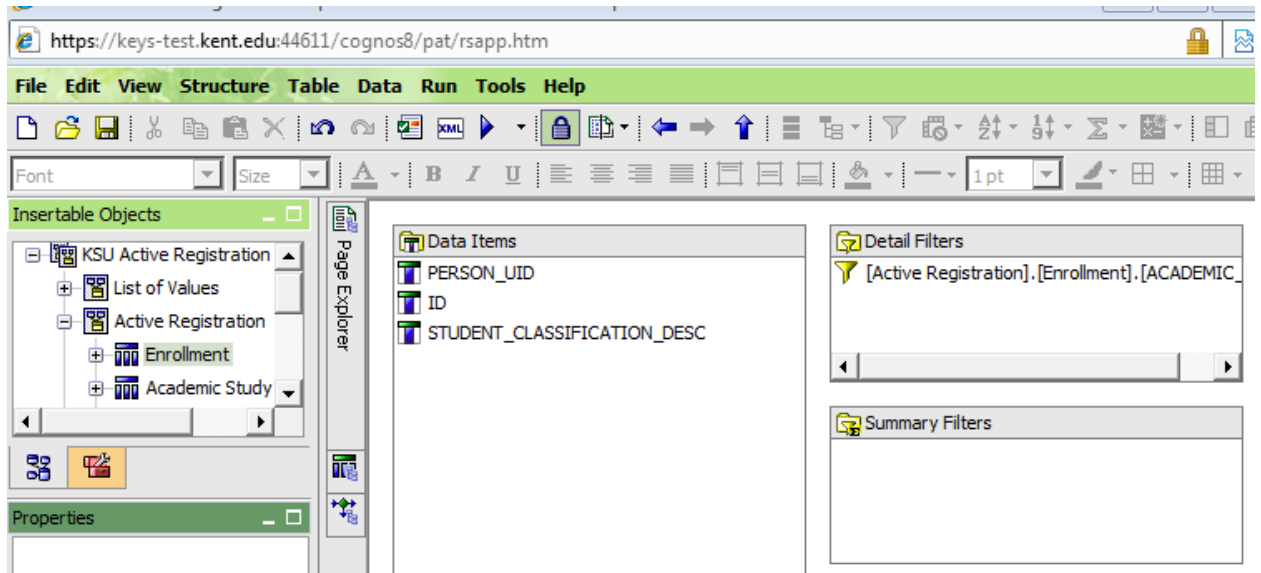 https://keys-test.kent.edu:44611/cognos8/pat/rsapp.htm
File Edit View Structure Table Data Run Tools Help
XML
Font Size A B I U 1 pt
Insertable Objects
KSU Active Registration
List of Values
Active Registration
Enrollment
Academic Study
Properties
Page Explorer
Data Items
PERSON_UID
ID
STUDENT_CLASSIFICATION_DESC
Detail Filters
[Active Registration].[Enrollment].[ACADEMIC_
Summary Filters